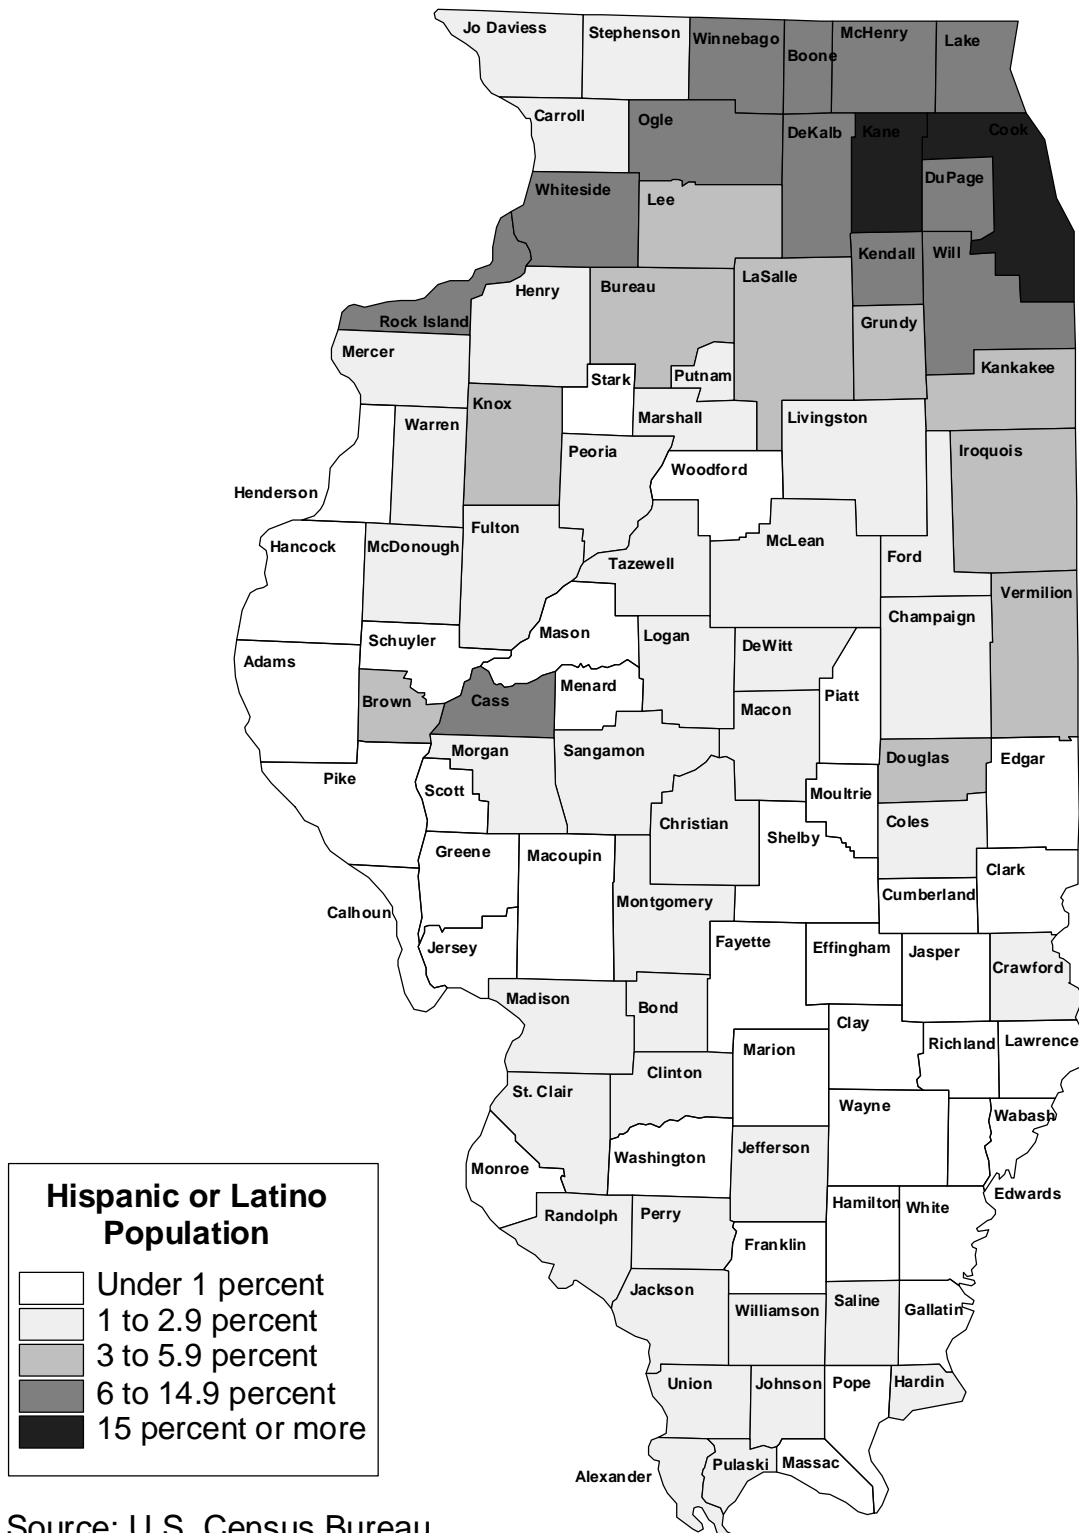 Jo Daviess
Stephenson
Winnebago
Boone
McHenry
Lake
Carroll
Ogle
DeKalb
Kane
Cook
DuPage
Whiteside
Lee
Kendall
Will
Henry
Bureau
LaSalle
Rock Island
Grundy
Mercer
Stark
Putnam
Kankakee
Knox
Warren
Marshall
Livingston
Peoria
Woodford
Iroquois
Henderson
Hancock
McDonough
Fulton
Tazewell
McLean
Ford
Vermilion
Schuyler
Mason
Logan
DeWitt
Champaign
Adams
Brown
Cass
Menard
Macon
Piatt
Pike
Morgan
Sangamon
Douglas
Edgar
Scott
Moultrie
Christian
Shelby
Coles
Greene
Macoupin
Clark
Calhoun
Montgomery
Cumberland
Jersey
Fayette
Effingham
Jasper
Crawford
Madison
Bond
Clay
Richland
Lawrence
Marion
Clinton
St. Clair
Wayne
Wabash
Monroe
Washington
Jefferson
Edwards
Randolph
Perry
Hamilton
White
Franklin
Jackson
Williamson
Saline
Gallatin
Union
Johnson
Pope
Hardin
Alexander
Pulaski
Massac
Hispanic or Latino
Population
Under 1 percent
1 to 2.9 percent
3 to 5.9 percent
6 to 14.9 percent
15 percent or more
Source: U.S. Census Bureau